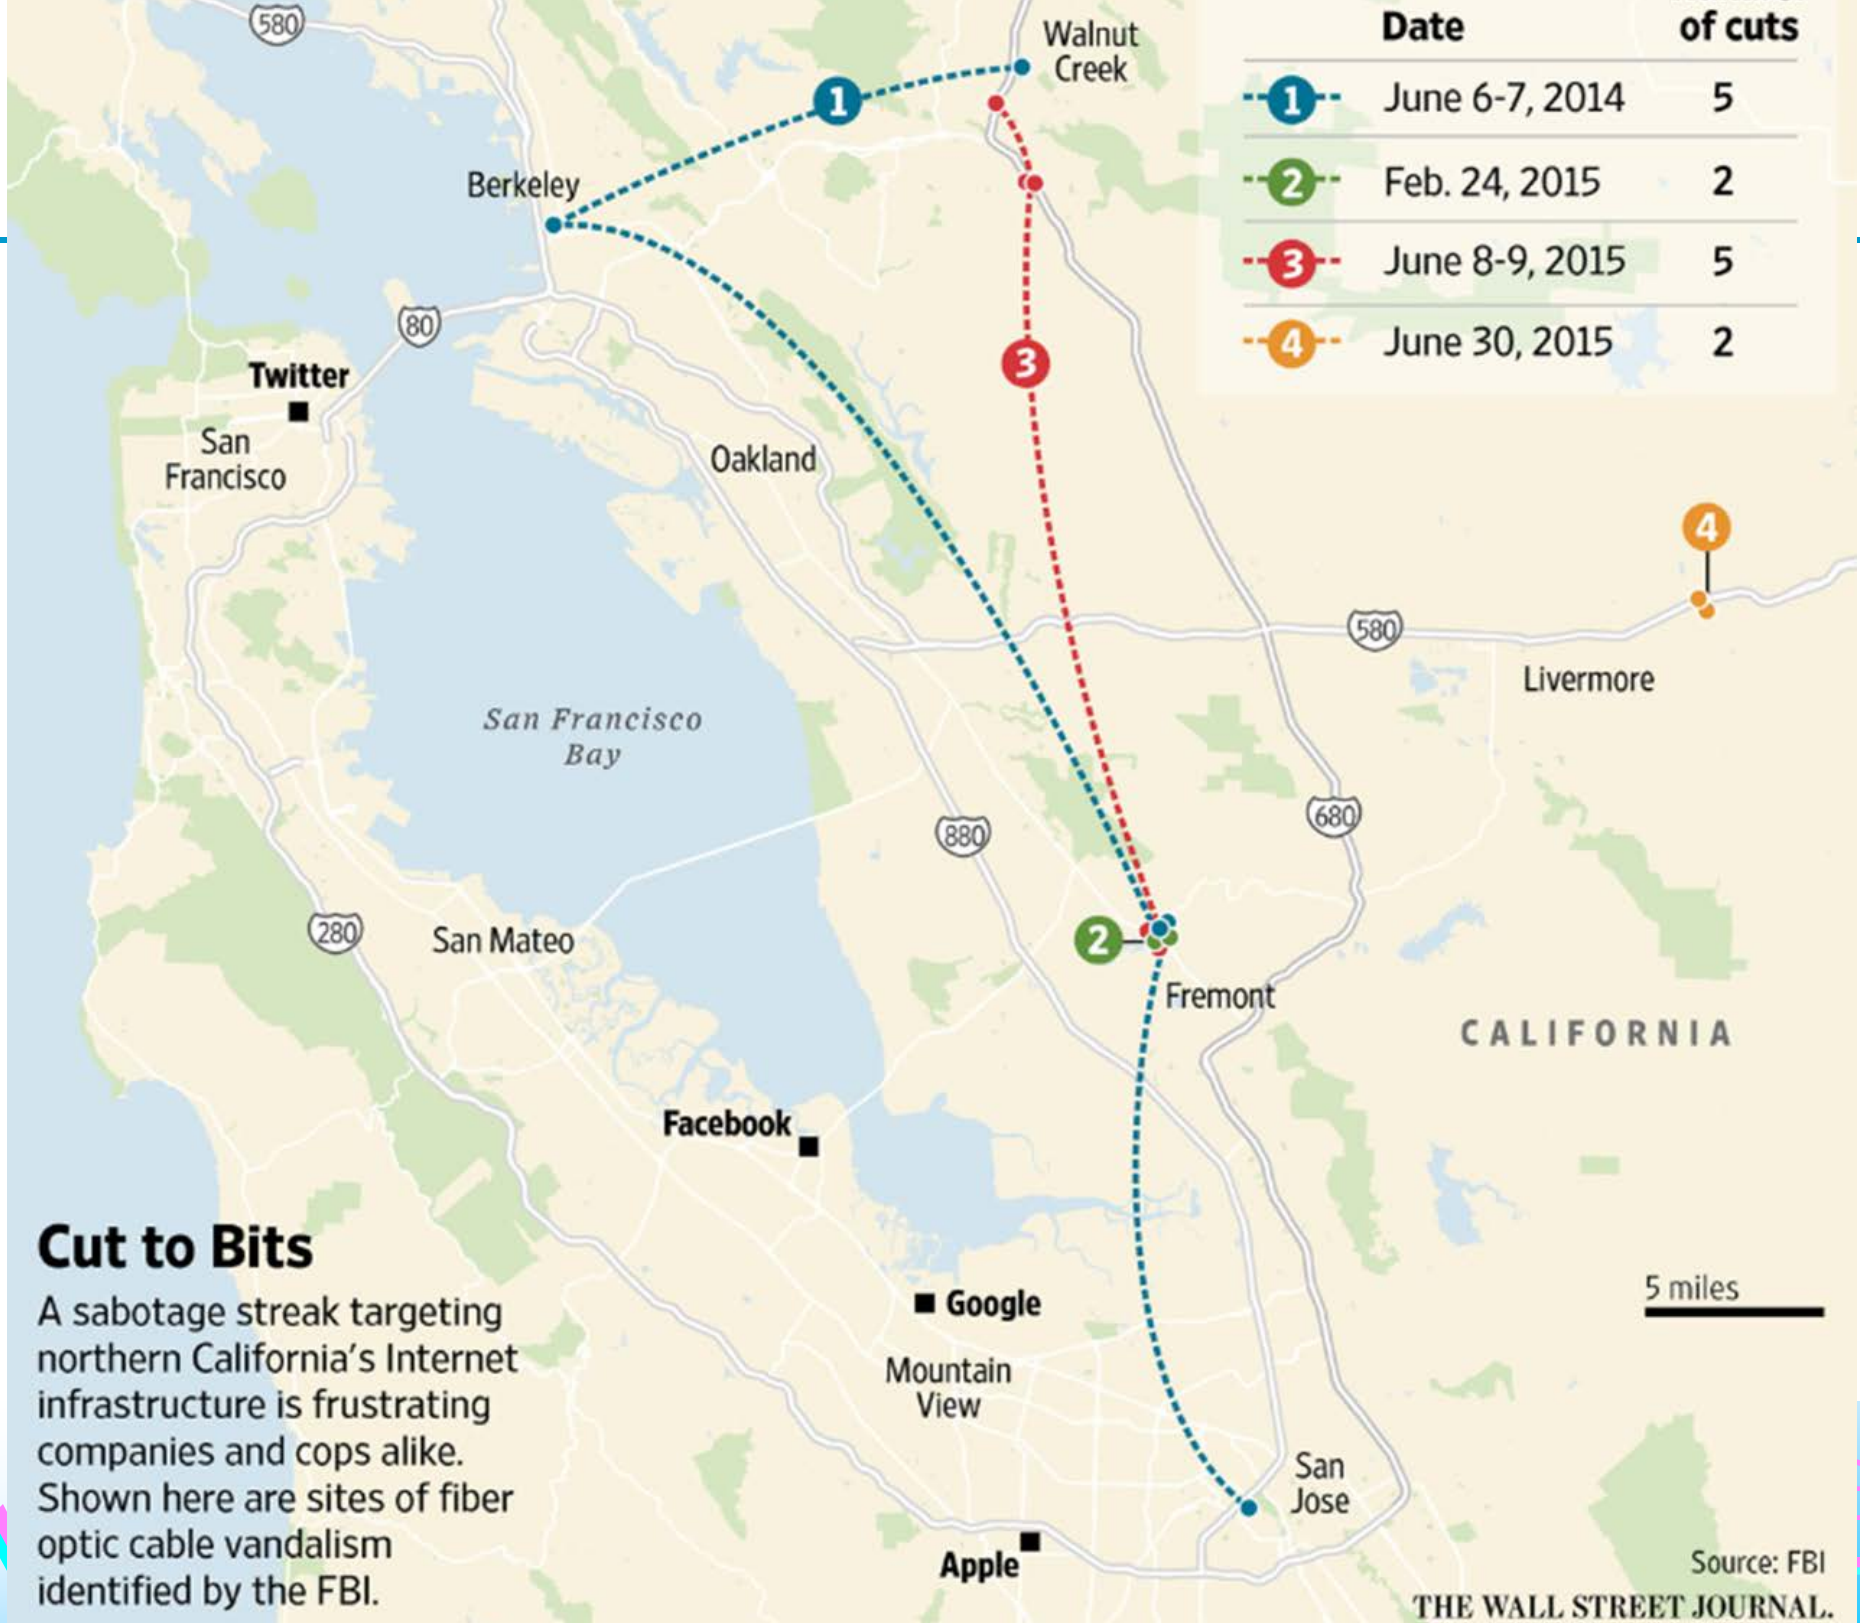 580
Walnut
Creek
Date
of cuts
1
June 6-7, 2014
5
2
Feb. 24, 2015
2
3
June 8-9, 2015
5
4
June 30, 2015
2
1
Berkeley
80
3
Twitter
San
Francisco
Oakland
4
580
Livermore
San Francisco
Bay
680
880
280
San Mateo
2
Fremont
CALIFORNIA
Facebook
Cut to Bits
A sabotage streak targeting
northern California's Internet
infrastructure is frustrating
companies and cops alike.
Shown here are sites of fiber
optic cable vandalism
identified by the FBI.
Google
5 miles
Mountain
View
San
Jose
Apple
Source: FBI
THE WALL STREET JOURNAL.